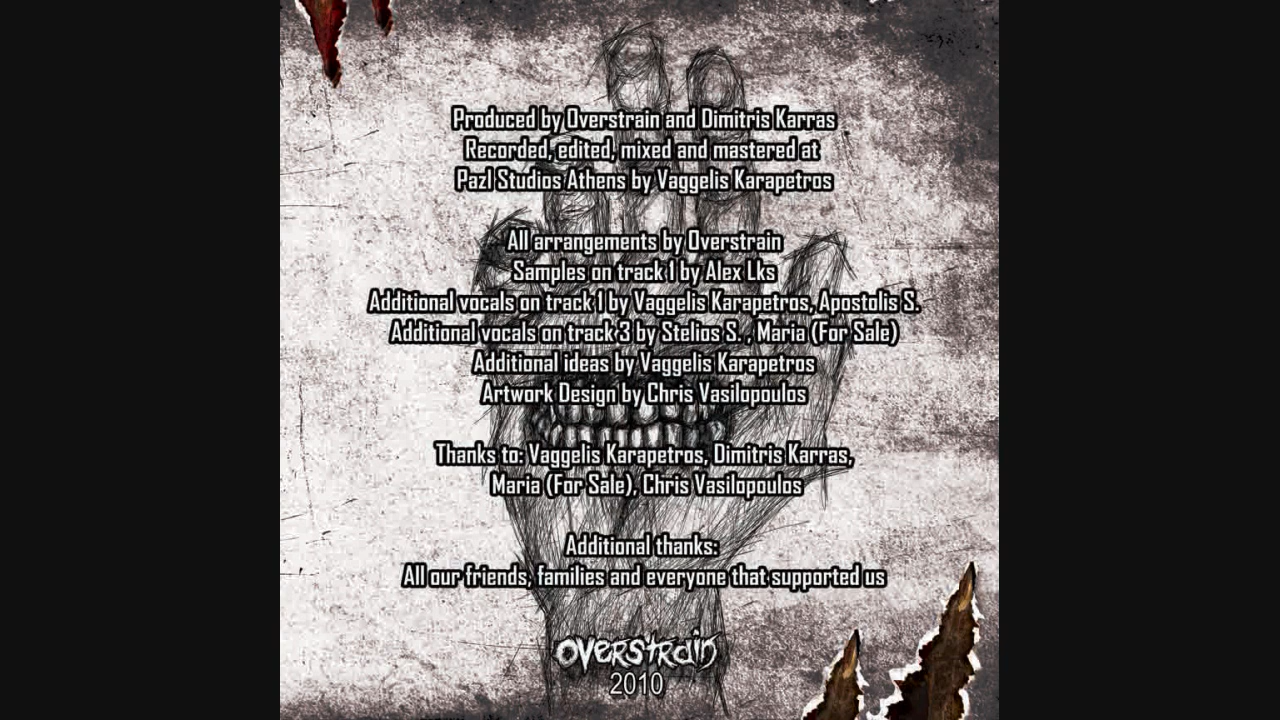 Produced by Overstrain and Dimitris Karras
Recorded, edited, mixed and mastered at
Pazl Studios Athens by Vaggelis Karapetros
All arrangements by Overstrain
Samples on track 1 by Alex Lks
Additional vocals on track 1 by Vaggelis Karapetros, Apostolis S.
Additional vocals on track 3 by Stelios S. , Maria (For Sale)
Additional ideas by Vaggelis Karapetros
Artwork Design by Chris Vasilopoulos
Thanks to: Vaggelis Karapetros, Dimitris Karras,
Maria (For Sale), Chris Vasilopoulos
Additional thanks:
All our friends, families and everyone that supported us
Overstrain
2010